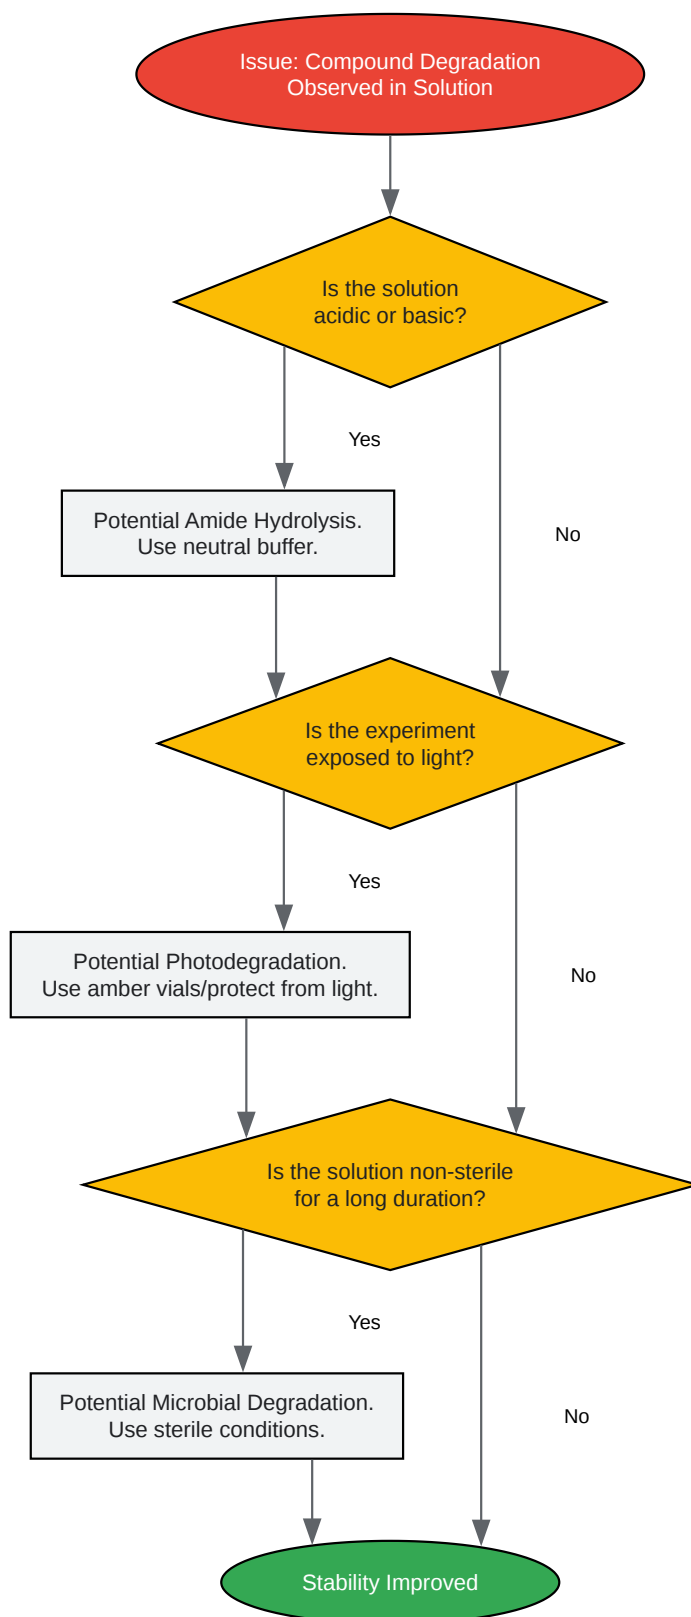 Issue: Compound Degradation
Observed in Solution
Is the solution
acidic or basic?
Yes
Potential Amide Hydrolysis.
Use neutral buffer.
No
Is the experiment
exposed to light?
Yes
Potential Photodegradation.
Use amber vials/protect from light.
No
Is the solution non-sterile
for a long duration?
Yes
Potential Microbial Degradation.
Use sterile conditions.
No
Stability Improved